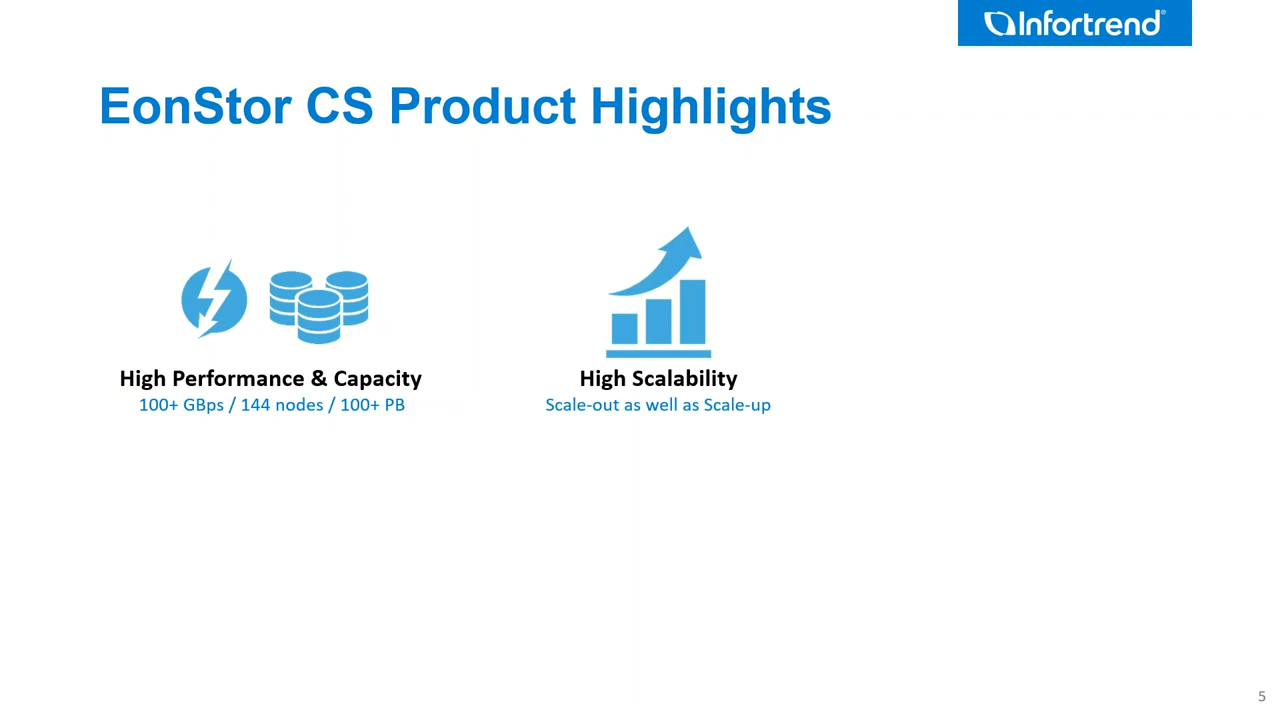 Infortrend®
EonStor CS Product Highlights
High Performance & Capacity
100+ GBps / 144 nodes / 100+ PB
High Scalability
Scale-out as well as Scale-up
5